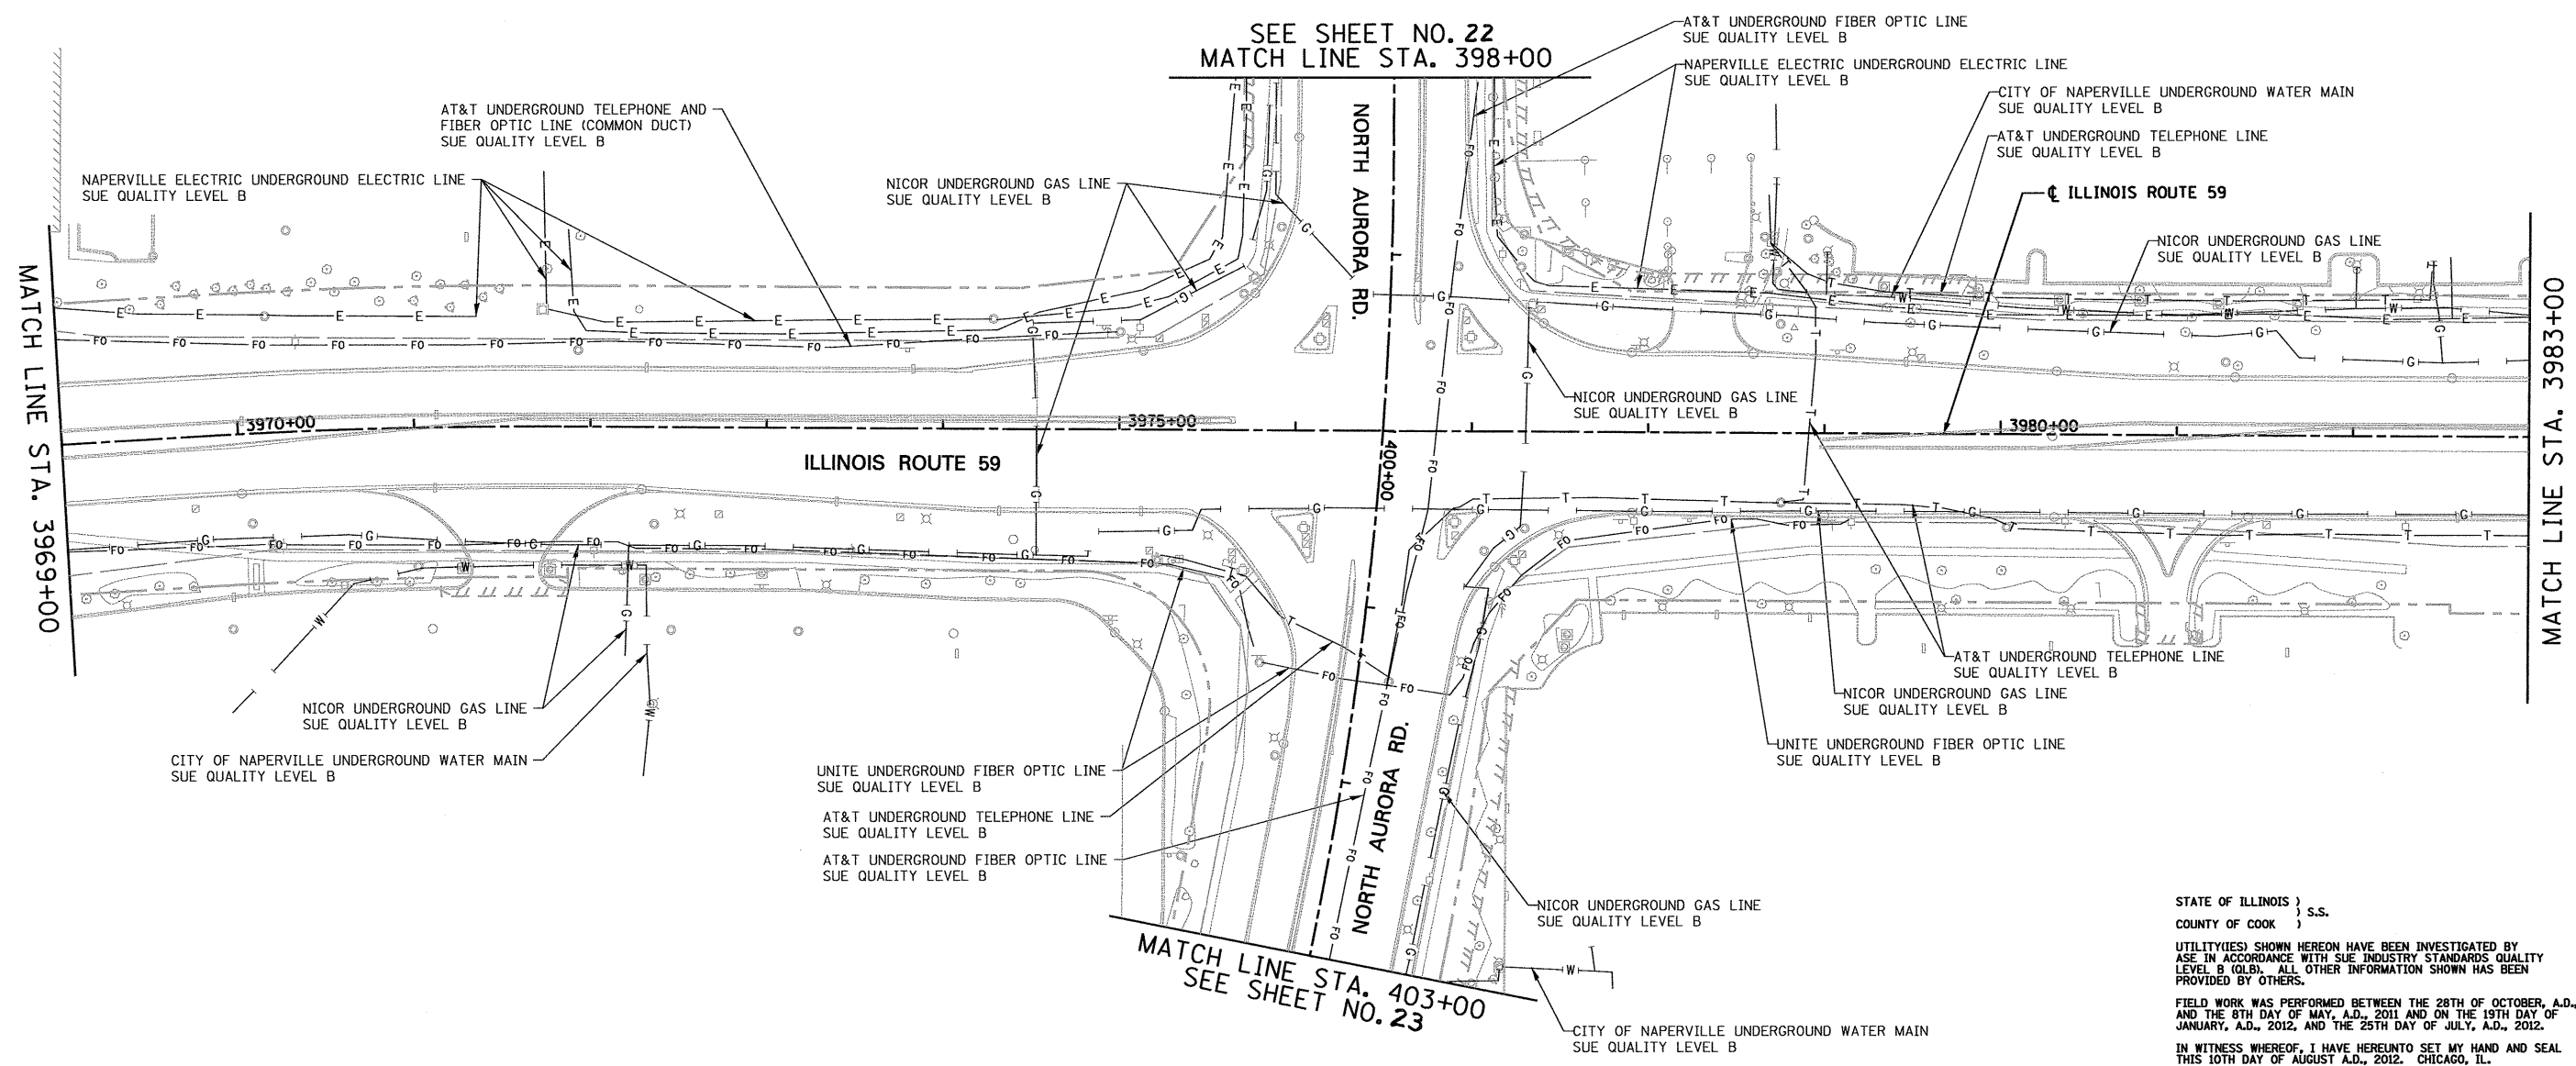 SEE SHEET NO. 22
MATCH LINE STA. 398+00
AT&T UNDERGROUND FIBER OPTIC LINE
SUE QUALITY LEVEL B
NAPERVILLE ELECTRIC UNDERGROUND ELECTRIC LINE
SUE QUALITY LEVEL B
CITY OF NAPERVILLE UNDERGROUND WATER MAIN
SUE QUALITY LEVEL B
AT&T UNDERGROUND TELEPHONE LINE
SUE QUALITY LEVEL B
℄ ILLINOIS ROUTE 59
NICOR UNDERGROUND GAS LINE
SUE QUALITY LEVEL B
AT&T UNDERGROUND TELEPHONE AND
FIBER OPTIC LINE (COMMON DUCT)
SUE QUALITY LEVEL B
NAPERVILLE ELECTRIC UNDERGROUND ELECTRIC LINE
SUE QUALITY LEVEL B
NICOR UNDERGROUND GAS LINE
SUE QUALITY LEVEL B
NORTH AURORA RD.
MATCH LINE STA. 3969+00
MATCH LINE STA. 3983+00
NICOR UNDERGROUND GAS LINE
SUE QUALITY LEVEL B
3970+00
3975+00
3980+00
400+00
ILLINOIS ROUTE 59
AT&T UNDERGROUND TELEPHONE LINE
SUE QUALITY LEVEL B
NICOR UNDERGROUND GAS LINE
SUE QUALITY LEVEL B
UNITE UNDERGROUND FIBER OPTIC LINE
SUE QUALITY LEVEL B
NICOR UNDERGROUND GAS LINE
SUE QUALITY LEVEL B
CITY OF NAPERVILLE UNDERGROUND WATER MAIN
SUE QUALITY LEVEL B
UNITE UNDERGROUND FIBER OPTIC LINE
SUE QUALITY LEVEL B
AT&T UNDERGROUND TELEPHONE LINE
SUE QUALITY LEVEL B
AT&T UNDERGROUND FIBER OPTIC LINE
SUE QUALITY LEVEL B
NORTH AURORA RD.
NICOR UNDERGROUND GAS LINE
SUE QUALITY LEVEL B
MATCH LINE STA. 403+00
SEE SHEET NO. 23
CITY OF NAPERVILLE UNDERGROUND WATER MAIN
SUE QUALITY LEVEL B
STATE OF ILLINOIS )
) S.S.
COUNTY OF COOK )
UTILITY(IES) SHOWN HEREON HAVE BEEN INVESTIGATED BY
ASE IN ACCORDANCE WITH SUE INDUSTRY STANDARDS QUALITY
LEVEL B (QLB). ALL OTHER INFORMATION SHOWN HAS BEEN
PROVIDED BY OTHERS.
FIELD WORK WAS PERFORMED BETWEEN THE 28TH OF OCTOBER, A.D.,
AND THE 8TH DAY OF MAY, A.D., 2011 AND ON THE 19TH DAY OF
JANUARY, A.D., 2012, AND THE 25TH DAY OF JULY, A.D., 2012.
IN WITNESS WHEREOF, I HAVE HEREUNTO SET MY HAND AND SEAL
THIS 10TH DAY OF AUGUST A.D., 2012. CHICAGO, IL.